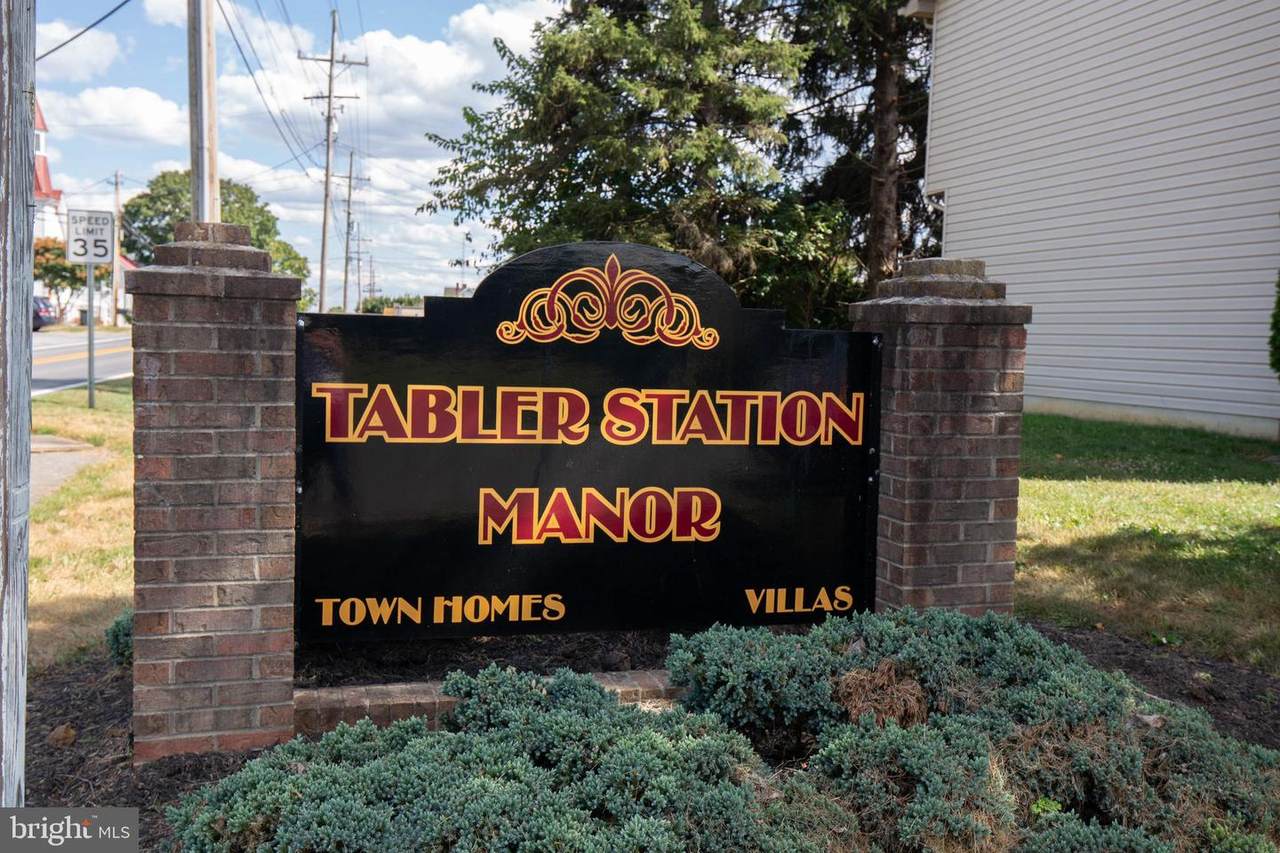 SPEED
LIMIT
35
TABLER STATION
MANOR
TOWN HOMES VILLAS
bright MLS